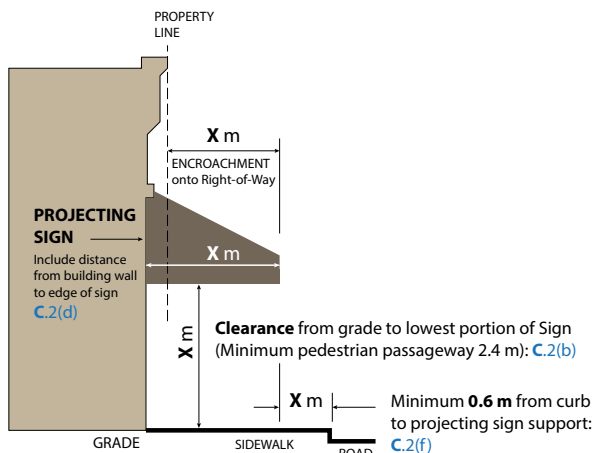 PROPERTY
LINE
X m
ENCROACHMENT
onto Right-of-Way
PROJECTING
SIGN
Include distance
from building wall
to edge of sign
C.2(d)
X m
X m
Clearance from grade to lowest portion of Sign
(Minimum pedestrian passageway 2.4 m): C.2(b)
X m
Minimum 0.6 m from curb
to projecting sign support:
C.2(f)
GRADE
SIDEWALK
ROAD